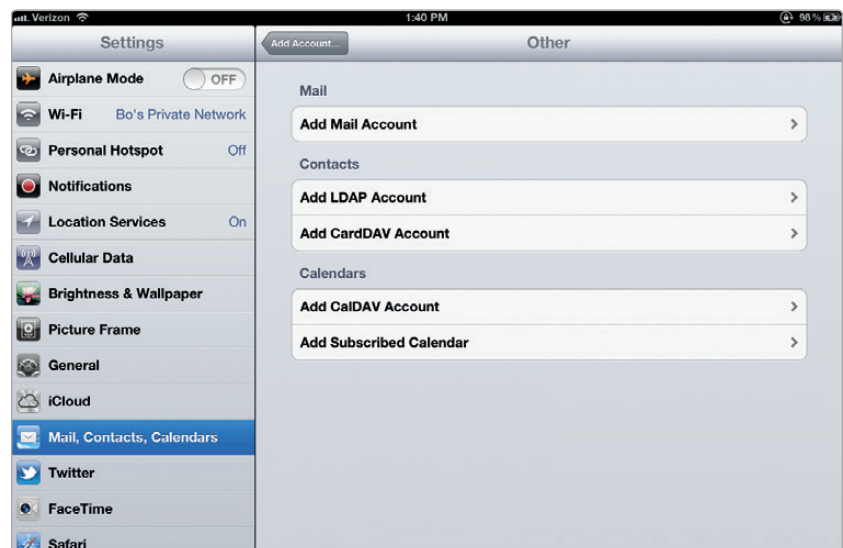 Verizon 1:40 PM 98%
Settings
Add Account... Other
Airplane Mode OFF
Wi-Fi Bo's Private Network
Personal Hotspot Off
Notifications
Location Services On
Cellular Data
Brightness & Wallpaper
Picture Frame
General
iCloud
Mail, Contacts, Calendars
Twitter
FaceTime
Safari
Mail
Add Mail Account
Contacts
Add LDAP Account
Add CardDAV Account
Calendars
Add CalDAV Account
Add Subscribed Calendar